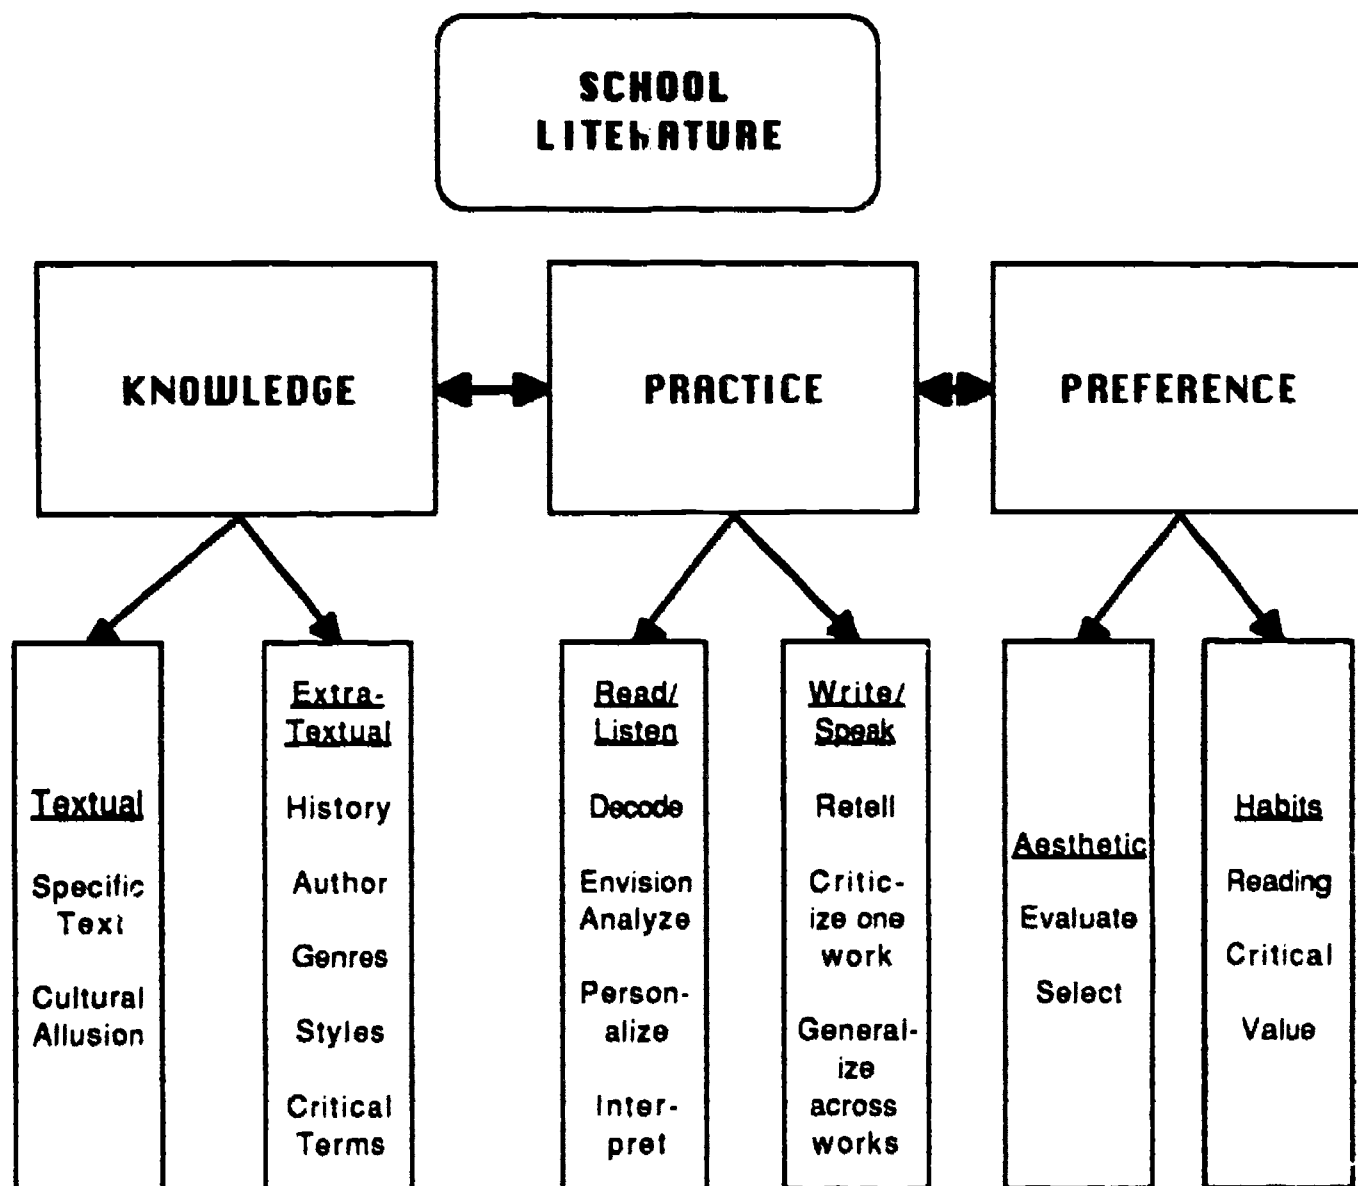 SCHOOL
LITERATURE
KNOWLEDGE
PRACTICE
PREFERENCE
Textual
Specific
Text
Cultural
Allusion
Extra-
Textual
History
Author
Genres
Styles
Critical
Terms
Read/
Listen
Decode
Envision
Analyze
Person-
alize
Inter-
pret
Write/
Speak
Retell
Critic-
ize one
work
General-
ize
across
works
Aesthetic
Evaluate
Select
Habits
Reading
Critical
Value